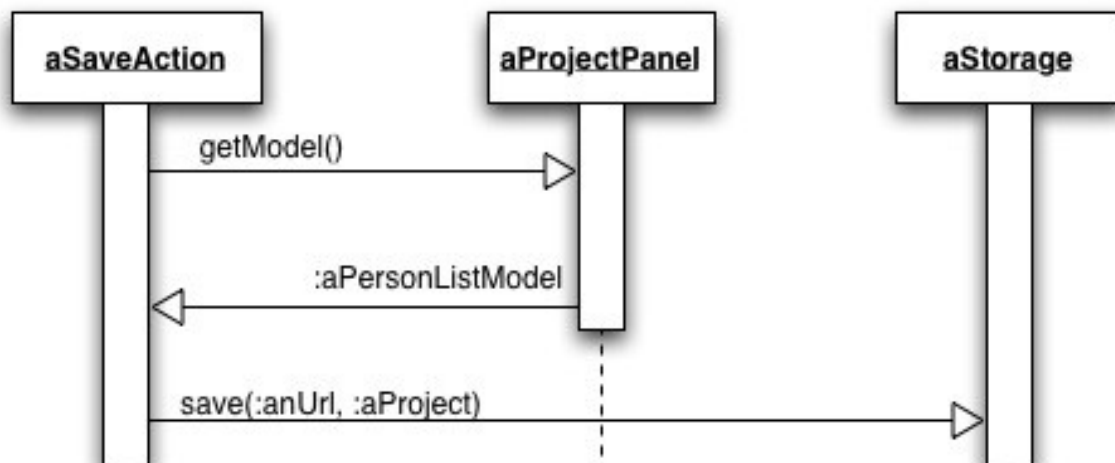 aSaveAction
aProjectPanel
aStorage
getModel()
:aPersonListModel
save(:anUrl, :aProject)